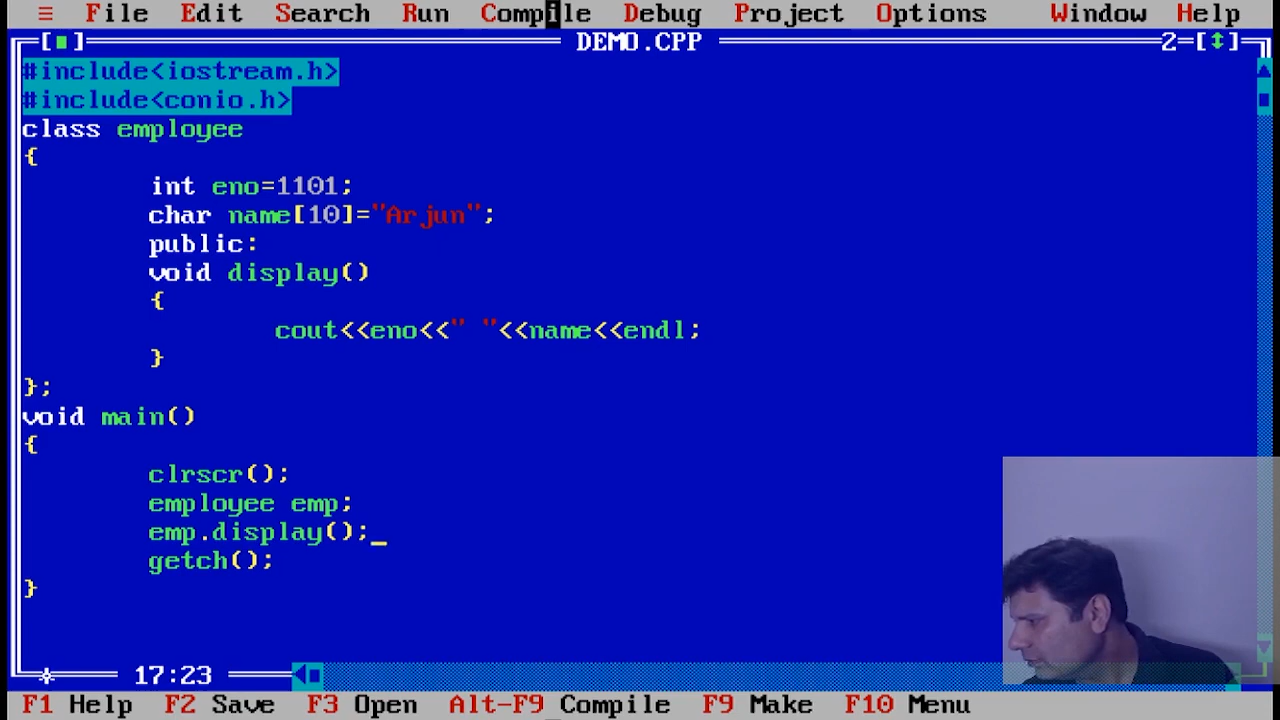 ≡ File Edit Search Run Compile Debug Project Options Window Help
DEMO.CPP 2
#include<iostream.h>
#include<conio.h>
class employee
{
int eno=1101;
char name[10]="Arjun";
public:
void display()
{
cout<<eno<<" "<<name<<endl;
}
};
void main()
{
clrscr();
employee emp;
emp.display();_
getch();
}
17:23
F1 Help F2 Save F3 Open Alt-F9 Compile F9 Make F10 Menu